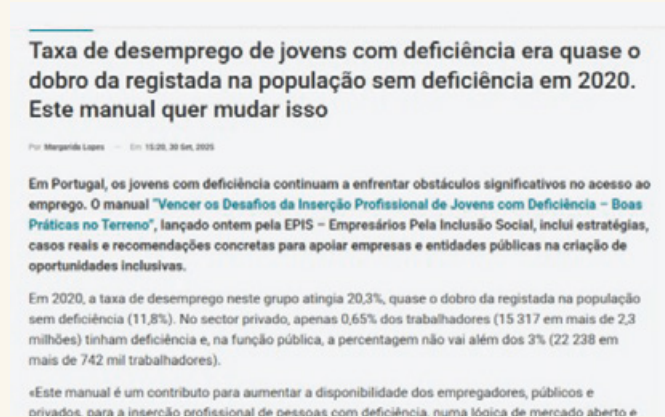 Taxa de desemprego de jovens com deficiência era quase o
dobro da registada na população sem deficiência em 2020.
Este manual quer mudar isso
Por Margarida Lopes — Em 15:20, 30 Set, 2025
Em Portugal, os jovens com deficiência continuam a enfrentar obstáculos significativos no acesso ao
emprego. O manual “Vencer os Desafios da Inserção Profissional de Jovens com Deficiência – Boas
Práticas no Terreno”, lançado ontem pela EPIS – Empresários Pela Inclusão Social, inclui estratégias,
casos reais e recomendações concretas para apoiar empresas e entidades públicas na criação de
oportunidades inclusivas.
Em 2020, a taxa de desemprego neste grupo atingia 20,3%, quase o dobro da registada na população
sem deficiência (11,8%). No sector privado, apenas 0,65% dos trabalhadores (15 317 em mais de 2,3
milhões) tinham deficiência e, na função pública, a percentagem não vai além dos 3% (22 238 em
mais de 742 mil trabalhadores).
«Este manual é um contributo para aumentar a disponibilidade dos empregadores, públicos e
privados, para a inserção profissional de pessoas com deficiência, numa lógica de mercado aberto e